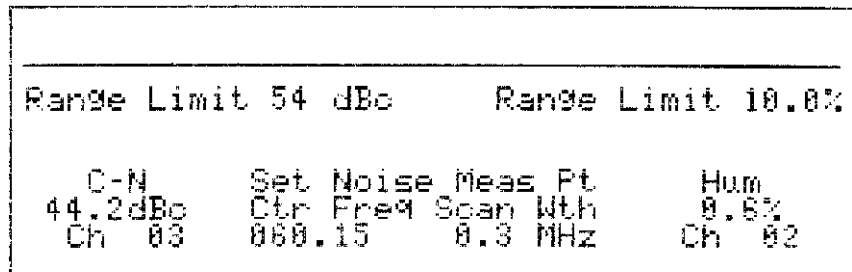 Range Limit 54 dBc Range Limit 10.0%
C-N Set Noise Meas Pt Hum
44.2dBc Ctr Freq Scan Wth 0.6%
Ch 03 060.15 0.3 MHz Ch 02